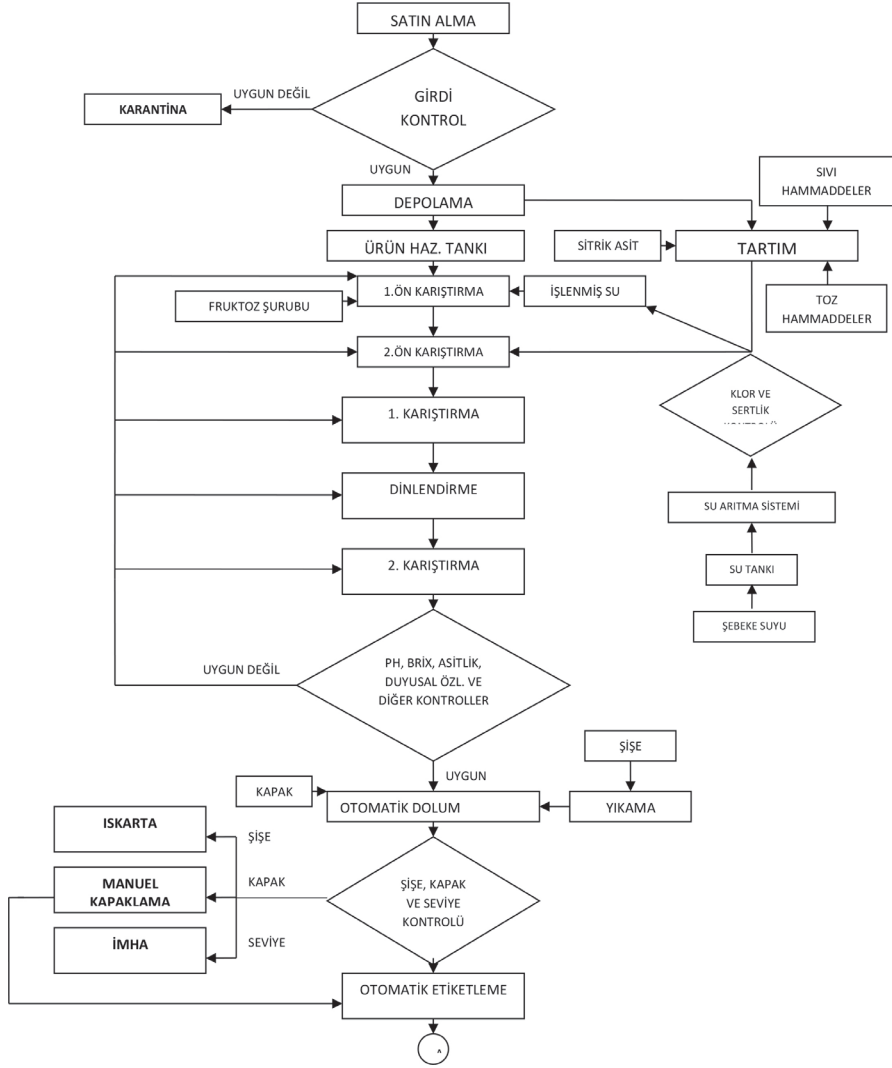 SATIN ALMA
UYGUN DEĞİL
GİRDİ
KONTROL
KARANTİNA
UYGUN
DEPOLAMA
SIVI
HAMMADDELER
ÜRÜN HAZ. TANKI
SİTRİK ASİT
TARTIM
1.ÖN KARIŞTIRMA
İŞLENMİŞ SU
FRUKTOZ ŞURUBU
TOZ
HAMMADDELER
2.ÖN KARIŞTIRMA
KLOR VE
SERTLİK
1. KARIŞTIRMA
DİNLENDİRME
SU ARITMA SİSTEMİ
2. KARIŞTIRMA
SU TANKI
ŞEBEKE SUYU
UYGUN DEĞİL
PH, BRİX, ASİTLİK,
DUYUSAL ÖZL. VE
DİĞER KONTROLLER
ŞİŞE
UYGUN
KAPAK
OTOMATİK DOLUM
YIKAMA
ISKARTA
ŞİŞE
MANUEL
KAPAKLAMA
KAPAK
ŞİŞE, KAPAK
VE SEVİYE
KONTROLÜ
İMHA
SEVİYE
OTOMATİK ETİKETLEME
A